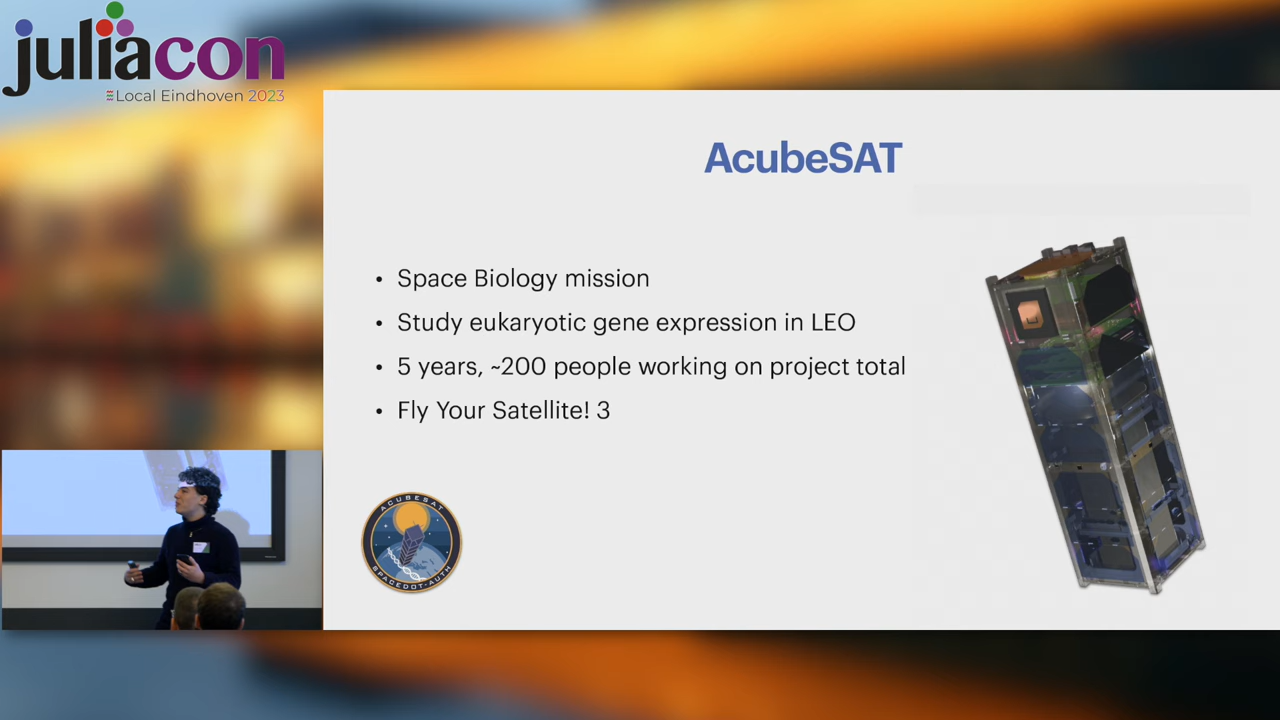 juliacon
Local Eindhoven 2023
AcubeSAT
• Space Biology mission
• Study eukaryotic gene expression in LEO
• 5 years, ~200 people working on project total
• Fly Your Satellite! 3
ACUBESAT
SPACEDOT-AUTH